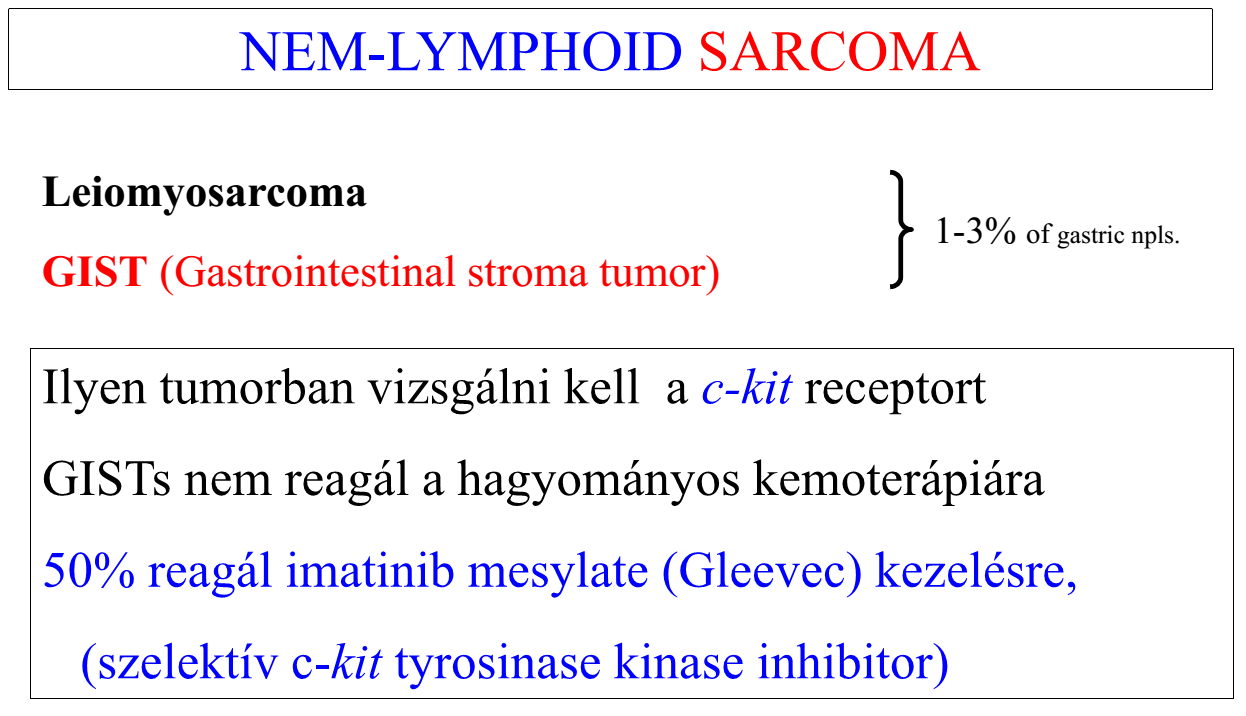 NEM-LYMPHOID SARCOMA
Leiomyosarcoma
GIST (Gastrointestinal stroma tumor)
1-3% of gastric npls.
Ilyen tumorban vizsgálni kell a c-kit receptort
GISTs nem reagál a hagyományos kemoterápiára
50% reagál imatinib mesylate (Gleevec) kezelésre,
(szelektív c-kit tyrosinase kinase inhibitor)